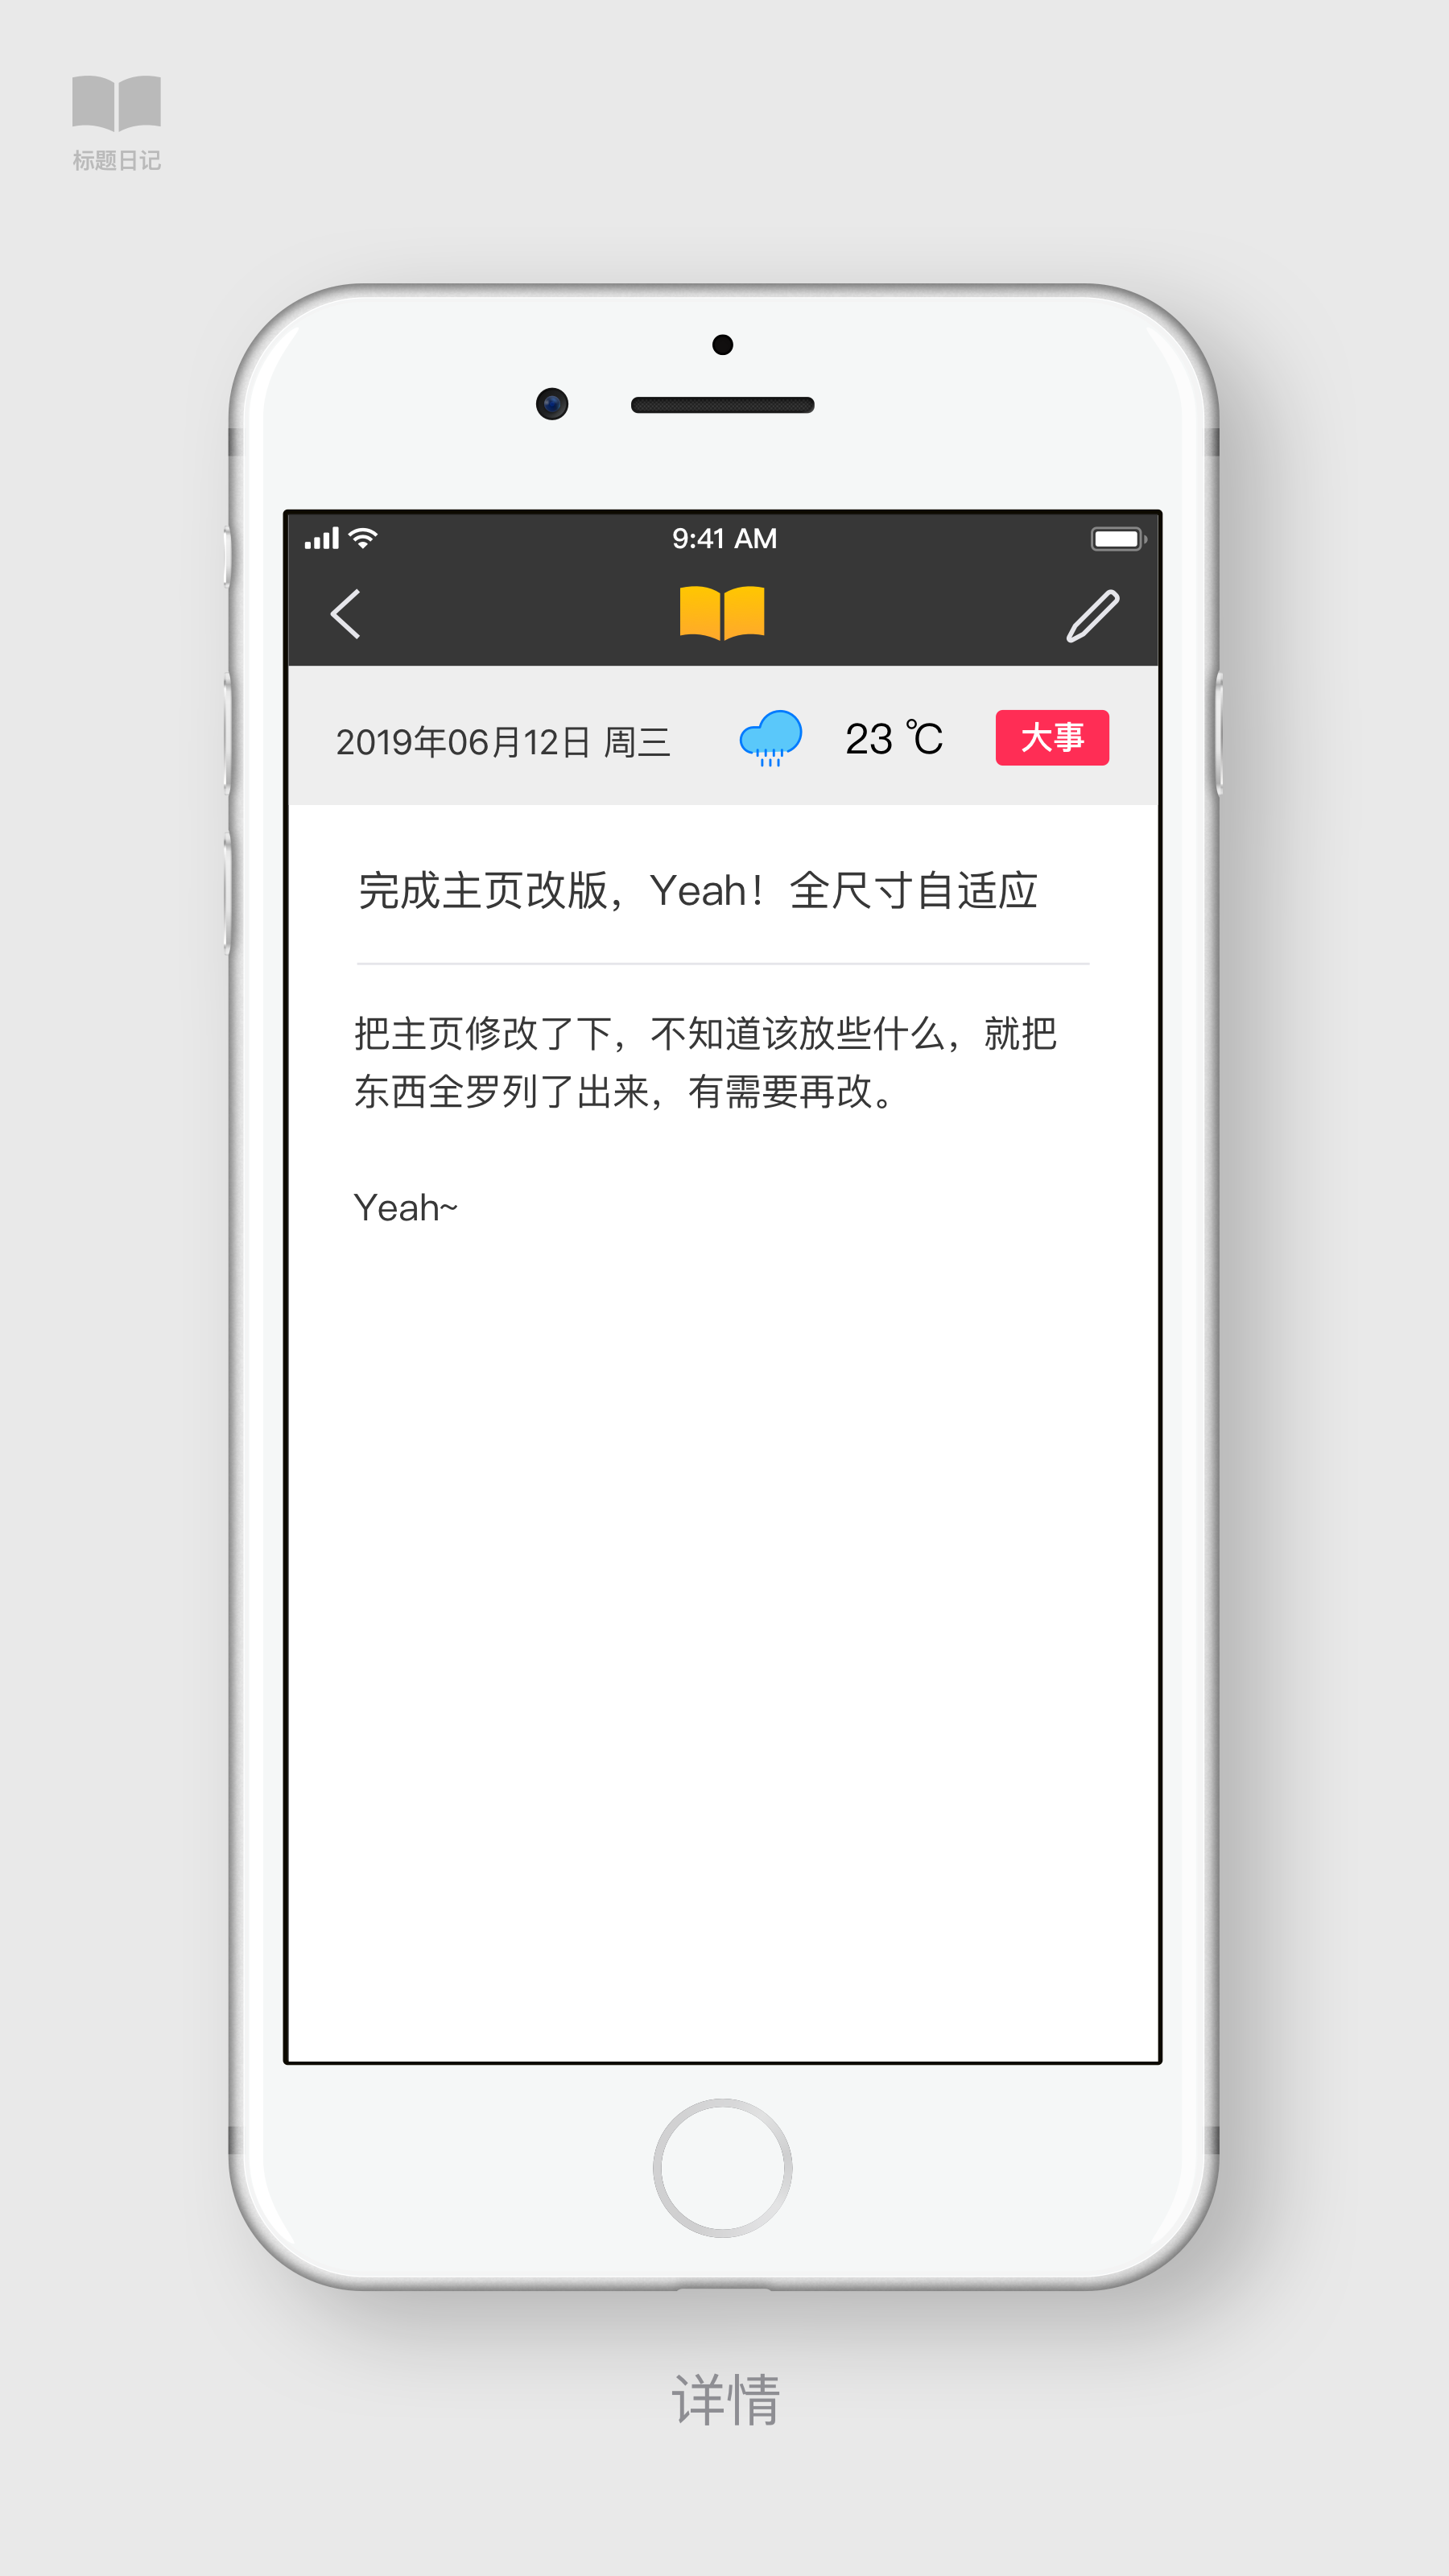 标题日记
9:41 AM
2019年06月12日 周三 23 ℃ 大事
完成主页改版，Yeah！全尺寸自适应
把主页修改了下，不知道该放些什么，就把
东西全罗列了出来，有需要再改。
Yeah~
详情